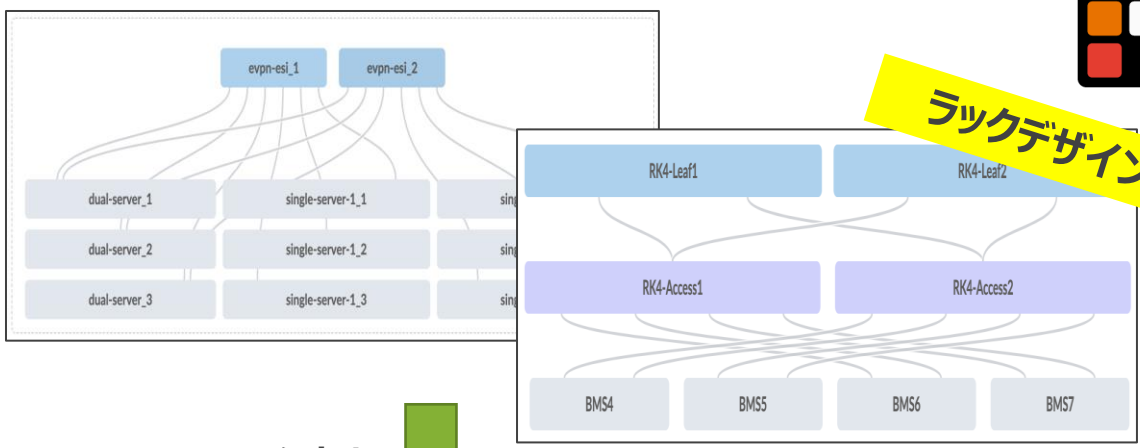 evpn-esi_1 evpn-esi_2
dual-server_1 single-server-1_1
dual-server_2 single-server-1_2
dual-server_3 single-server-1_3
ラックデザイン
RK4-Leaf1 RK4-Leaf2
RK4-Access1 RK4-Access2
BMS4 BMS5 BMS6 BMS7